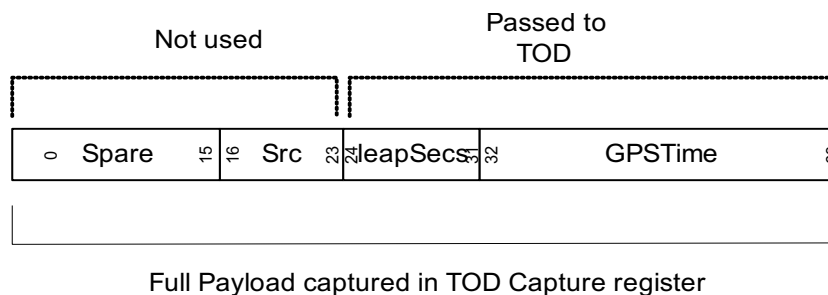 Not used
Passed to
TOD
0 Spare 15 16 Src 23 24 leapSecs 31 32 GPSTime
Full Payload captured in TOD Capture register